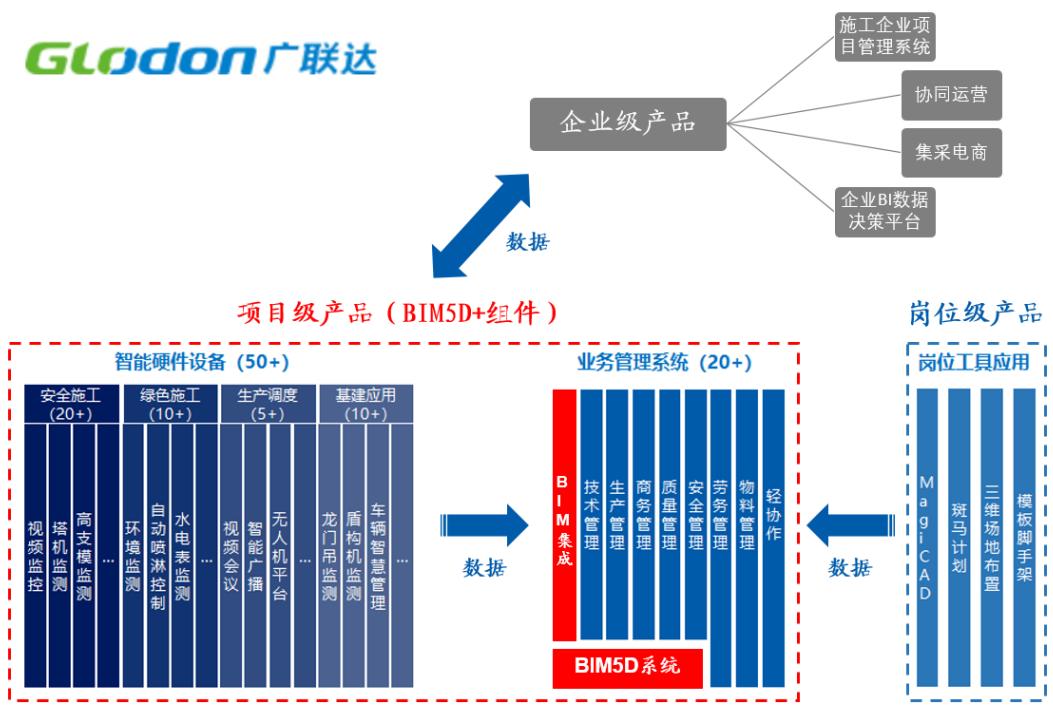 GLODON广联达
施工企业项
目管理系统
协同运营
企业级产品
集采电商
企业BI数据
决策平台
数据
项目级产品（BIM5D+组件）
岗位级产品
智能硬件设备（50+）
业务管理系统（20+）
岗位工具应用
安全施工
（20+）
绿色施工
（10+）
生产调度
（5+）
基建应用
（10+）
视频监控
塔机监测
高支模监测
...
环境监测
自动喷淋控制
水电表监测
...
视频会议
智能广播
无人机平台
...
龙门吊监测
盾构机监测
车辆智慧管理
...
数据
BIM集成
技术管理
生产管理
商务管理
质量管理
安全管理
劳务管理
物料管理
轻协作
BIM5D系统
数据
MagiCAD
斑马计划
三维场地布置
模板脚手架